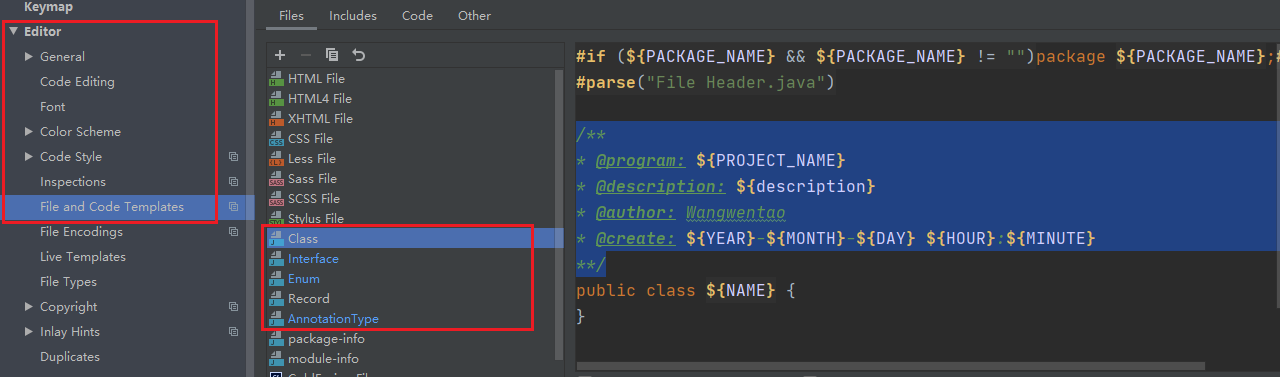 Keymap
Editor
General
Code Editing
Font
Color Scheme
Code Style
Inspections
File and Code Templates
File Encodings
Live Templates
File Types
Copyright
Inlay Hints
Duplicates
Files Includes Code Other
HTML File
HTML4 File
XHTML File
CSS File
Less File
Sass File
SCSS File
Stylus File
Class
Interface
Enum
Record
AnnotationType
package-info
module-info
#if (${PACKAGE_NAME} && ${PACKAGE_NAME} != "")package ${PACKAGE_NAME};#
#parse("File Header.java")
/**
* @program: ${PROJECT_NAME}
* @description: ${description}
* @author: Wangwentao
* @create: ${YEAR}-${MONTH}-${DAY} ${HOUR}:${MINUTE}
**/
public class ${NAME} {
}